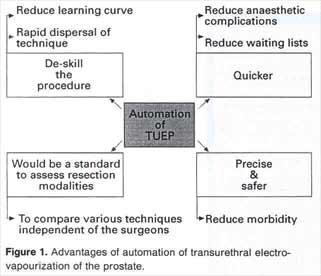 Reduce learning curve
Rapid dispersal of
technique
De-skill
the
procedure
Reduce anaesthetic
complications
Reduce waiting lists
Quicker
Automation
of
TUEP
Would be a standard
to assess resection
modalities
To compare various techniques
independent of the surgeons
Precise
&
safer
Reduce morbidity
Figure 1. Advantages of automation of transurethral electro-
vapourization of the prostate.